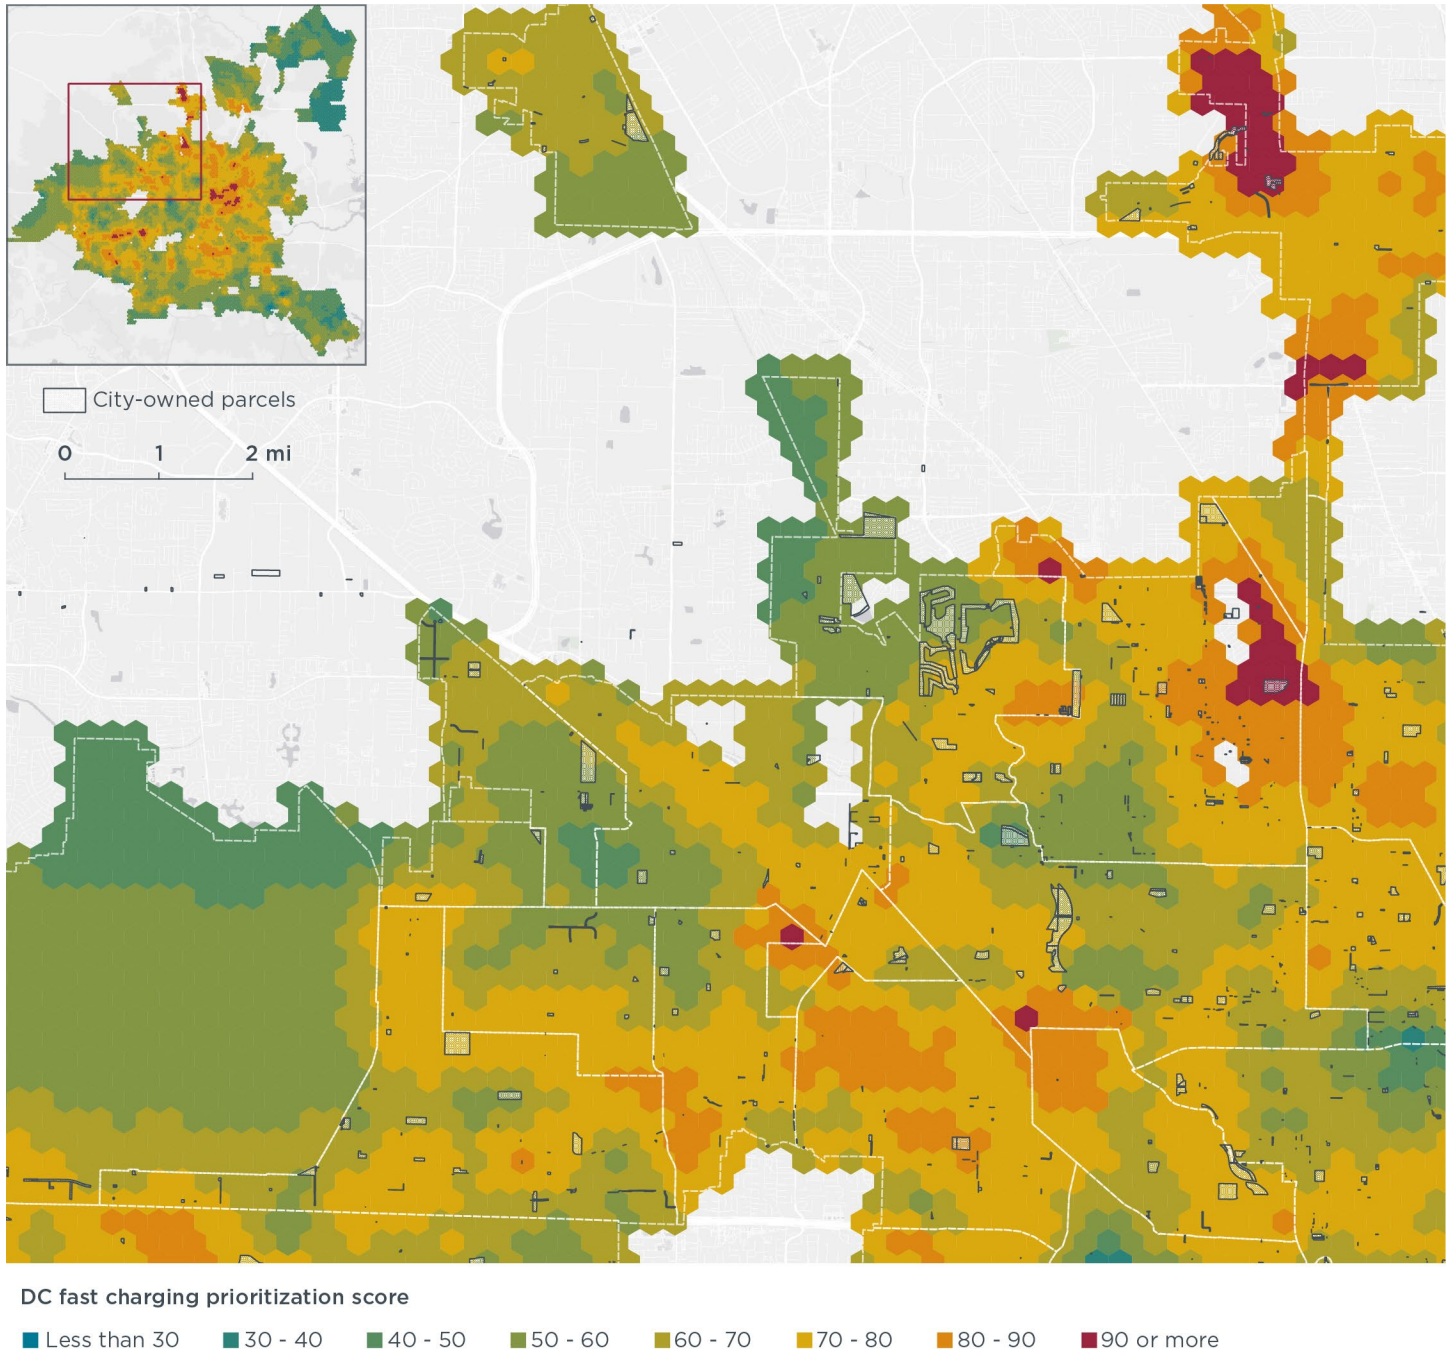 City-owned parcels
0 1 2 mi
DC fast charging prioritization score
Less than 30 30 - 40 40 - 50 50 - 60 60 - 70 70 - 80 80 - 90 90 or more